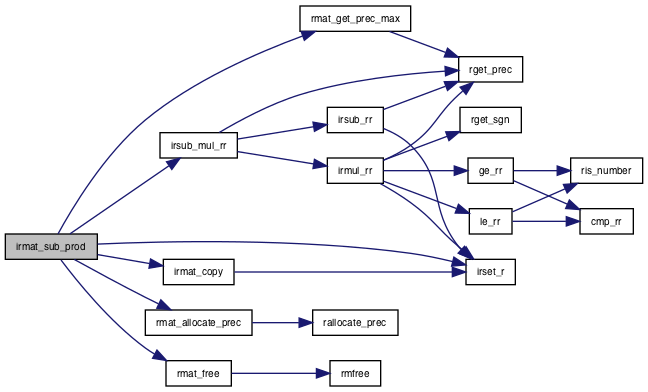 rmat_get_prec_max
rget_prec
irsub_rr
rget_sgn
irsub_mul_rr
irmul_rr
ge_rr
ris_number
le_rr
cmp_rr
irmat_sub_prod
irmat_copy
irset_r
rmat_allocate_prec
rallocate_prec
rmat_free
rmfree